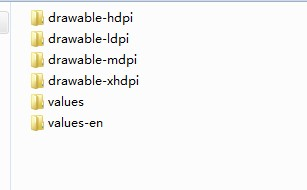 drawable-hdpi
drawable-ldpi
drawable-mdpi
drawable-xhdpi
values
values-en